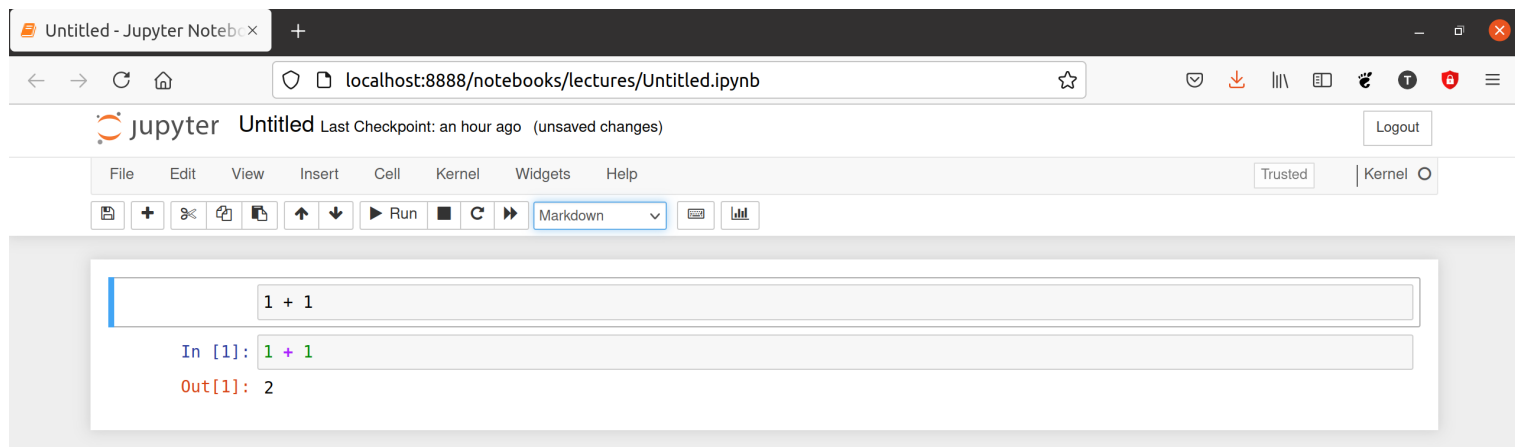 Untitled - Jupyter Notebo
localhost:8888/notebooks/lectures/Untitled.ipynb
T
jupyter Untitled Last Checkpoint: an hour ago (unsaved changes)
Logout
File Edit View Insert Cell Kernel Widgets Help Trusted Kernel
Run Markdown
1 + 1
In [1]: 1 + 1
Out[1]: 2